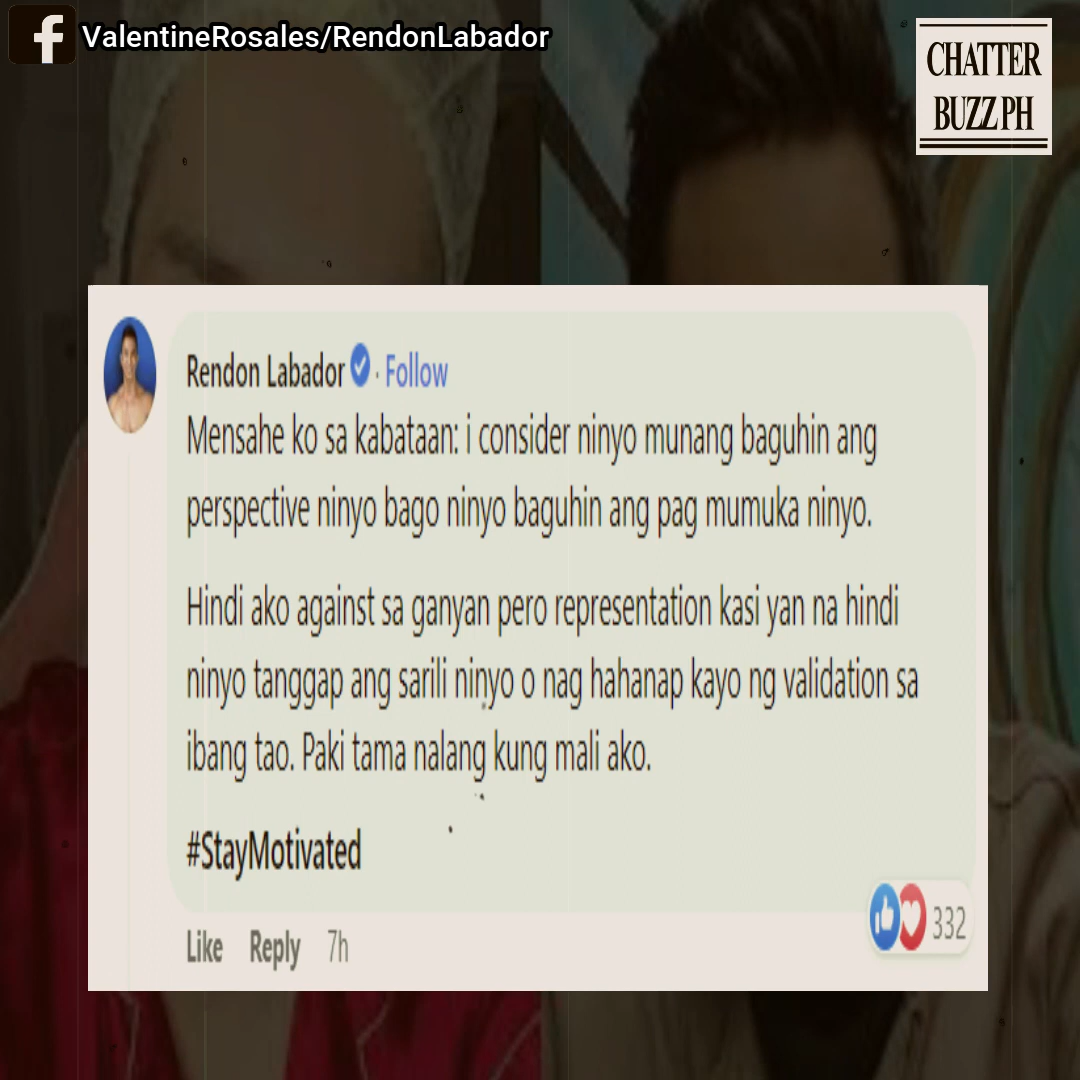 ValentineRosales/RendonLabador
CHATTER
BUZZ PH
Rendon Labador · Follow
Mensahe ko sa kabataan: i consider ninyo munang baguhin ang
perspective ninyo bago ninyo baguhin ang pag mumuka ninyo.
Hindi ako against sa ganyan pero representation kasi yan na hindi
ninyo tanggap ang sarili ninyo o nag hahanap kayo ng validation sa
ibang tao. Paki tama nalang kung mali ako.
#StayMotivated
332
Like Reply 7h